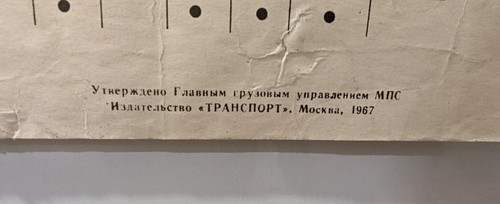 Утверждено Главным грузовым управлением МПС
Издательство «ТРАНСПОРТ». Москва, 1967